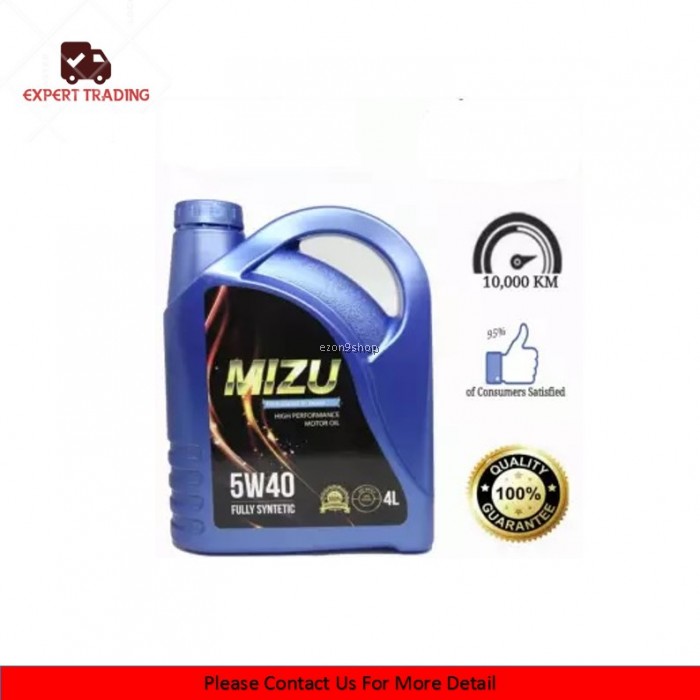 EXPERT TRADING
10,000 KM
ezon9shop
95%
MIZU
of Consumers Satisfied
HIGH PERFORMANCE
MOTOR OIL
QUALITY
5W40
100%
4L
GUARANTEE
FULLY SYNTETIC
Please Contact Us For More Detail